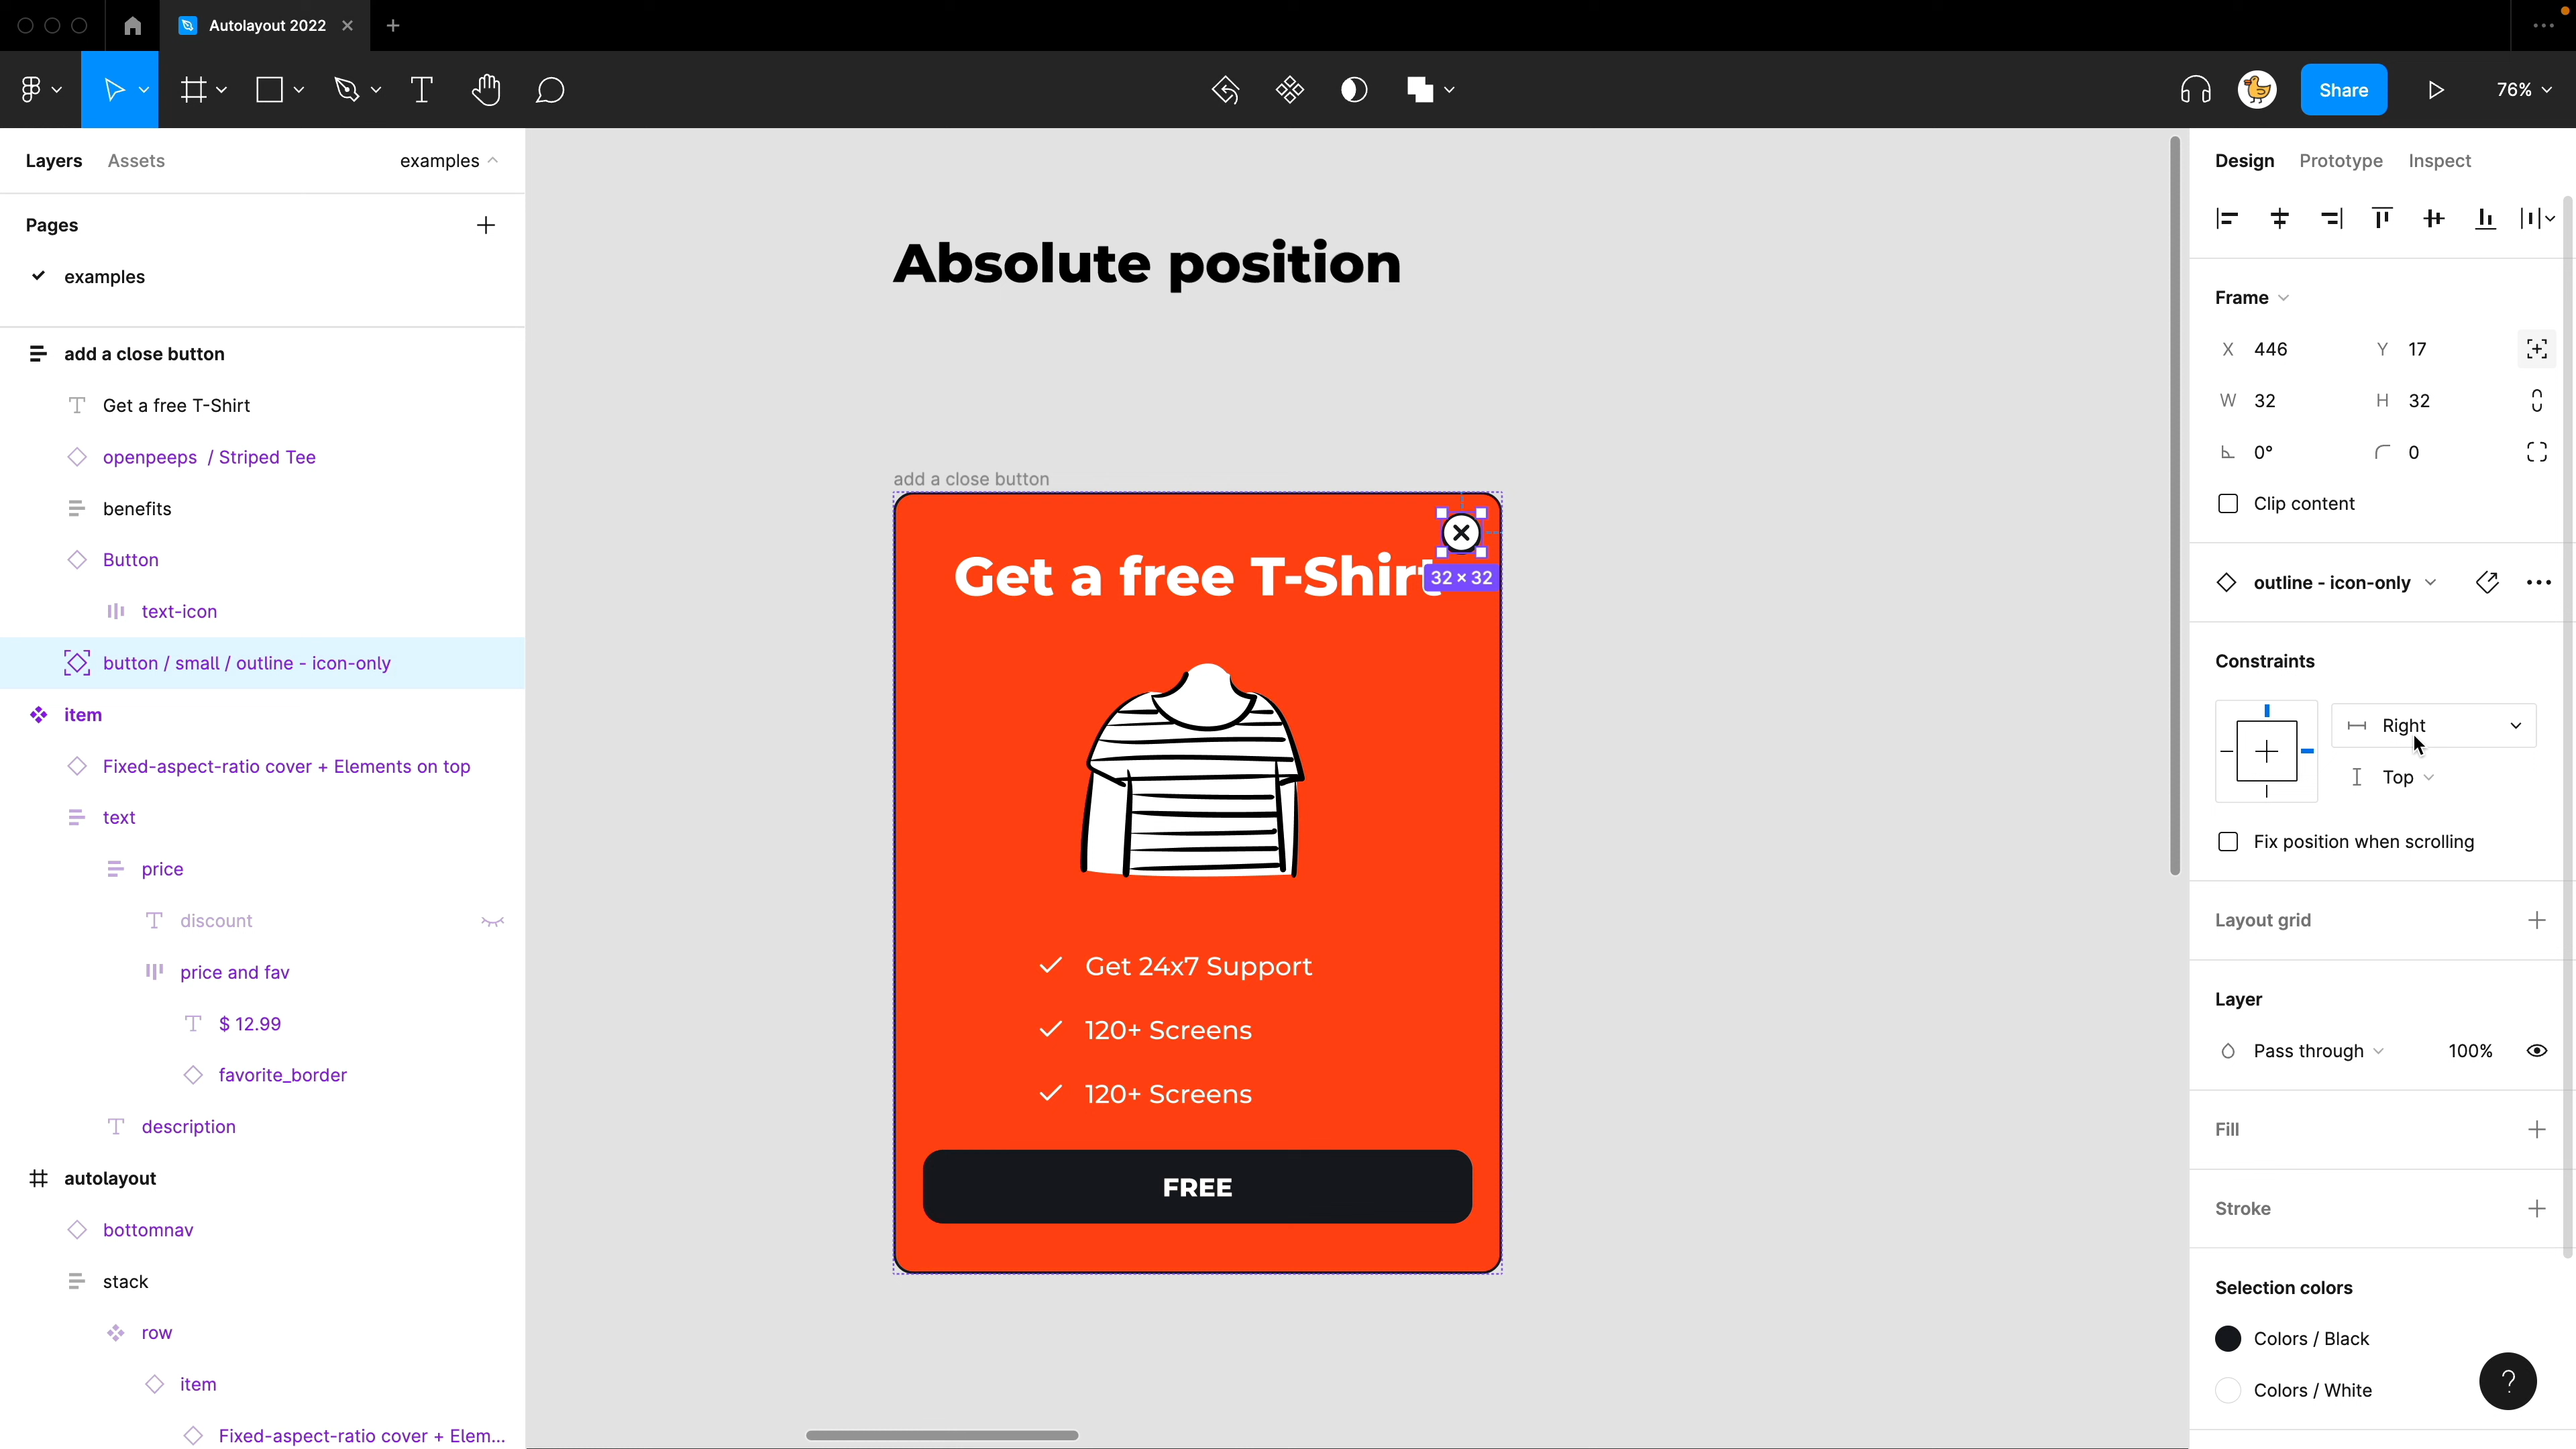 Autolayout 2022
Share
76%
Layers Assets examples
Pages
examples
add a close button
Get a free T-Shirt
openpeeps / Striped Tee
benefits
Button
text-icon
button / small / outline - icon-only
item
Fixed-aspect-ratio cover + Elements on top
text
price
discount
price and fav
$ 12.99
favorite_border
description
autolayout
bottomnav
stack
row
item
Fixed-aspect-ratio cover + Elem...
Absolute position
add a close button
Get a free T-Shirt
32 × 32
Get 24x7 Support
120+ Screens
120+ Screens
FREE
Design Prototype Inspect
Frame
X 446 Y 17
W 32 H 32
0° 0
Clip content
outline - icon-only
Constraints
Right
Top
Fix position when scrolling
Layout grid
Layer
Pass through 100%
Fill
Stroke
Selection colors
Colors / Black
Colors / White
?